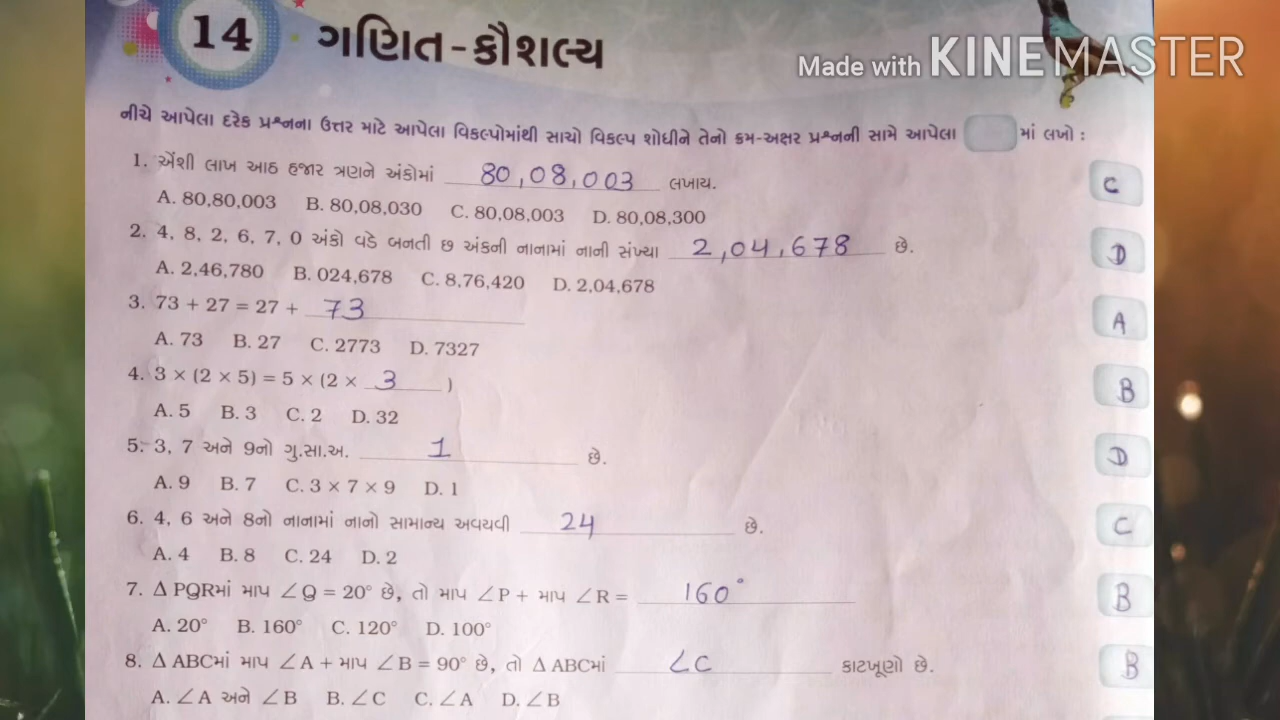 14 ગણિત - કૌશલ્ય
Made with KINEMASTER
નીચે આપેલા દરેક પ્રશ્નના ઉત્તર માટે આપેલા વિકલ્પોમાંથી સાચો વિકલ્પ શોધીને તેનો ક્રમ-અક્ષર પ્રશ્નની સામે આપેલા માં લખો :
1. એંશી લાખ આઠ હજાર ત્રણને અંકોમાં 80,08,003 લખાય. C
A. 80,80,003 B. 80,08,030 C. 80,08,003 D. 80,08,300
2. 4, 8, 2, 6, 7, 0 અંકો વડે બનતી છ અંકની નાનામાં નાની સંખ્યા 2,04,678 છે. D
A. 2,46,780 B. 024,678 C. 8,76,420 D. 2,04,678
3. 73 + 27 = 27 + 73 A
A. 73 B. 27 C. 2773 D. 7327
4. 3 × (2 × 5) = 5 × (2 × 3 ) B
A. 5 B. 3 C. 2 D. 32
5. 3, 7 અને 9નો ગુ.સા.અ. 1 છે. D
A. 9 B. 7 C. 3 × 7 × 9 D. 1
6. 4, 6 અને 8નો નાનામાં નાનો સામાન્ય અવયવી 24 છે. C
A. 4 B. 8 C. 24 D. 2
7. Δ PQRમાં માપ ∠Q = 20° છે, તો માપ ∠P + માપ ∠R = 160° B
A. 20° B. 160° C. 120° D. 100°
8. Δ ABCમાં માપ ∠A + માપ ∠B = 90° છે, તો Δ ABCમાં ∠C કાટખૂણો છે. B
A. ∠A અને ∠B B. ∠C C. ∠A D. ∠B